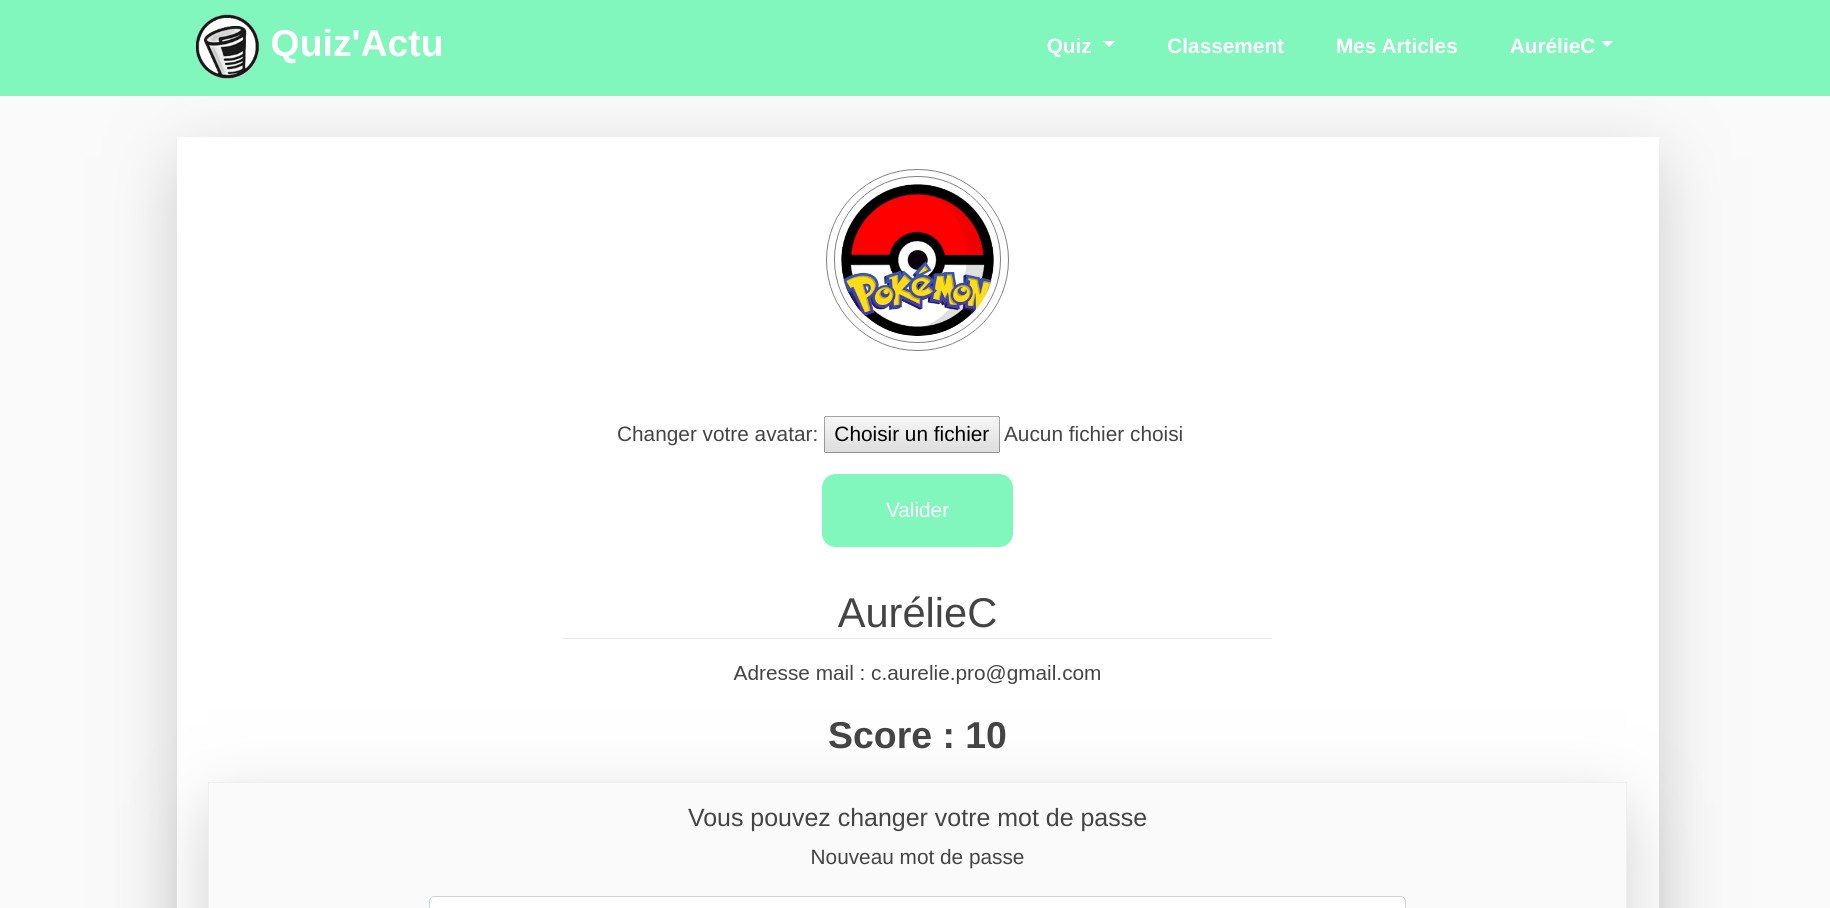 Quiz'Actu
Quiz
Classement
Mes Articles
AurélieC
POKéMON
Changer votre avatar: Choisir un fichier Aucun fichier choisi
Valider
AurélieC
Adresse mail : c.aurelie.pro@gmail.com
Score : 10
Vous pouvez changer votre mot de passe
Nouveau mot de passe